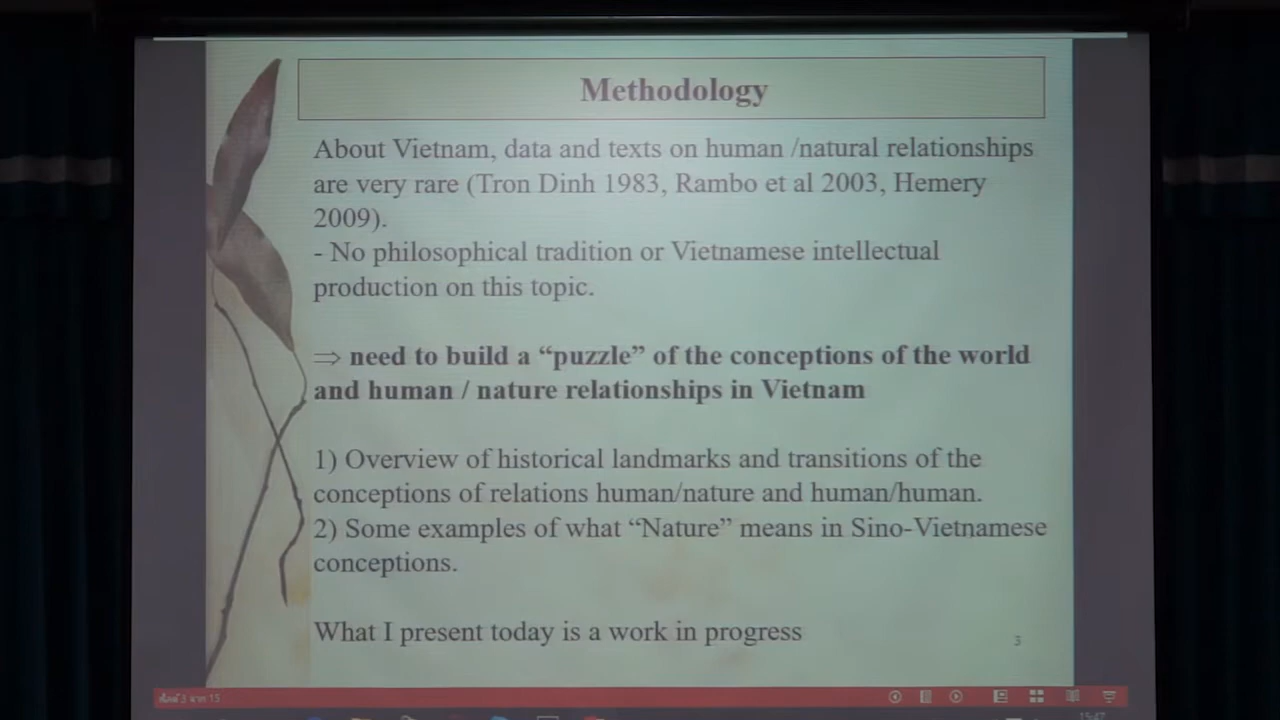 Methodology
About Vietnam, data and texts on human /natural relationships
are very rare (Tron Dinh 1983, Rambo et al 2003, Hemery
2009).
- No philosophical tradition or Vietnamese intellectual
production on this topic.
⇒ need to build a “puzzle” of the conceptions of the world
and human / nature relationships in Vietnam
1) Overview of historical landmarks and transitions of the
conceptions of relations human/nature and human/human.
2) Some examples of what “Nature” means in Sino-Vietnamese
conceptions.
What I present today is a work in progress
3
15:47